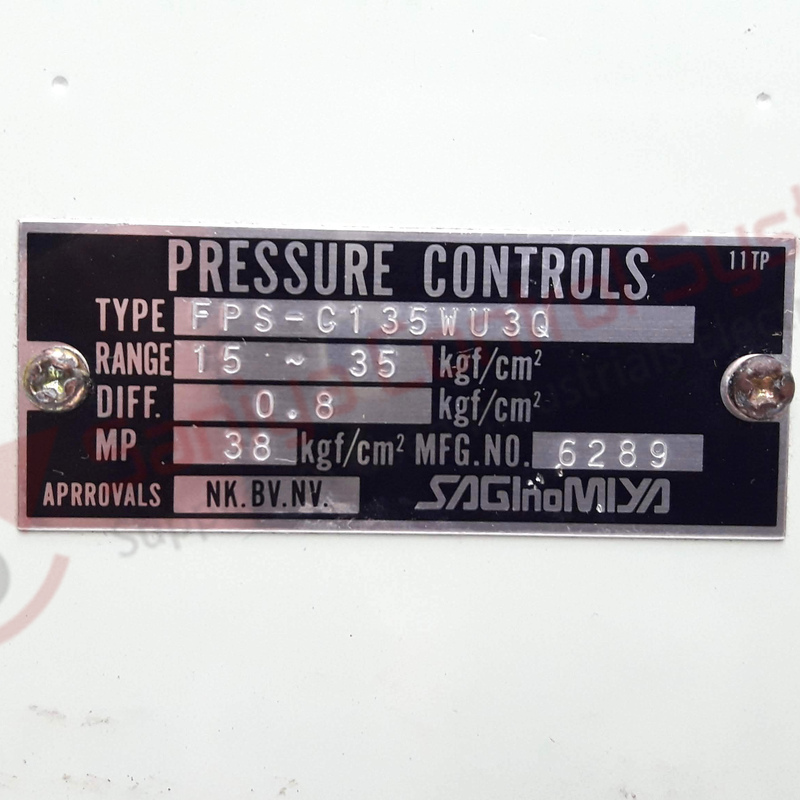 PRESSURE CONTROLS 11TP
TYPE FPS-C135WU3Q
RANGE 15 ~ 35 kgf/cm²
DIFF. 0.8 kgf/cm²
MP 38 kgf/cm² MFG.NO. 6289
APRROVALS NK.BV.NV. SAGInoMIYA